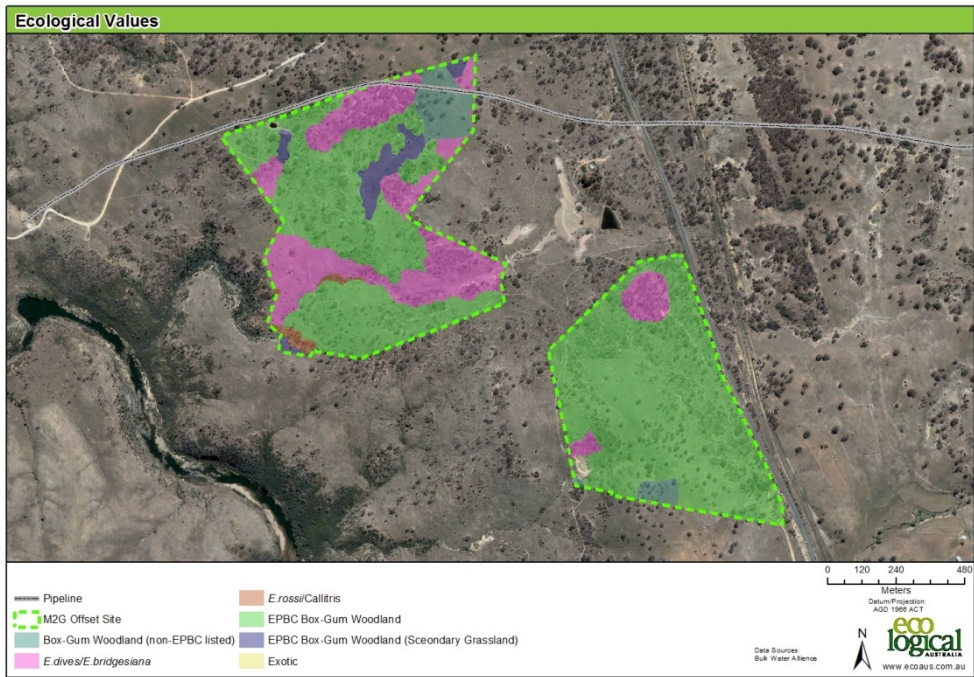 Ecological Values
Pipeline
M2G Offset Site
Box-Gum Woodland (non-EPBC listed)
E.dives/E.bridgesiana
E.rossi/Callitris
EPBC Box-Gum Woodland
EPBC Box-Gum Woodland (Sceondary Grassland)
Exotic
0 120 240 480
Meters
Datum/Projection:
AGD 1966 ACT
Data Sources:
Bulk Water Allience
N
eco
logical
AUSTRALIA
www.ecoaus.com.au